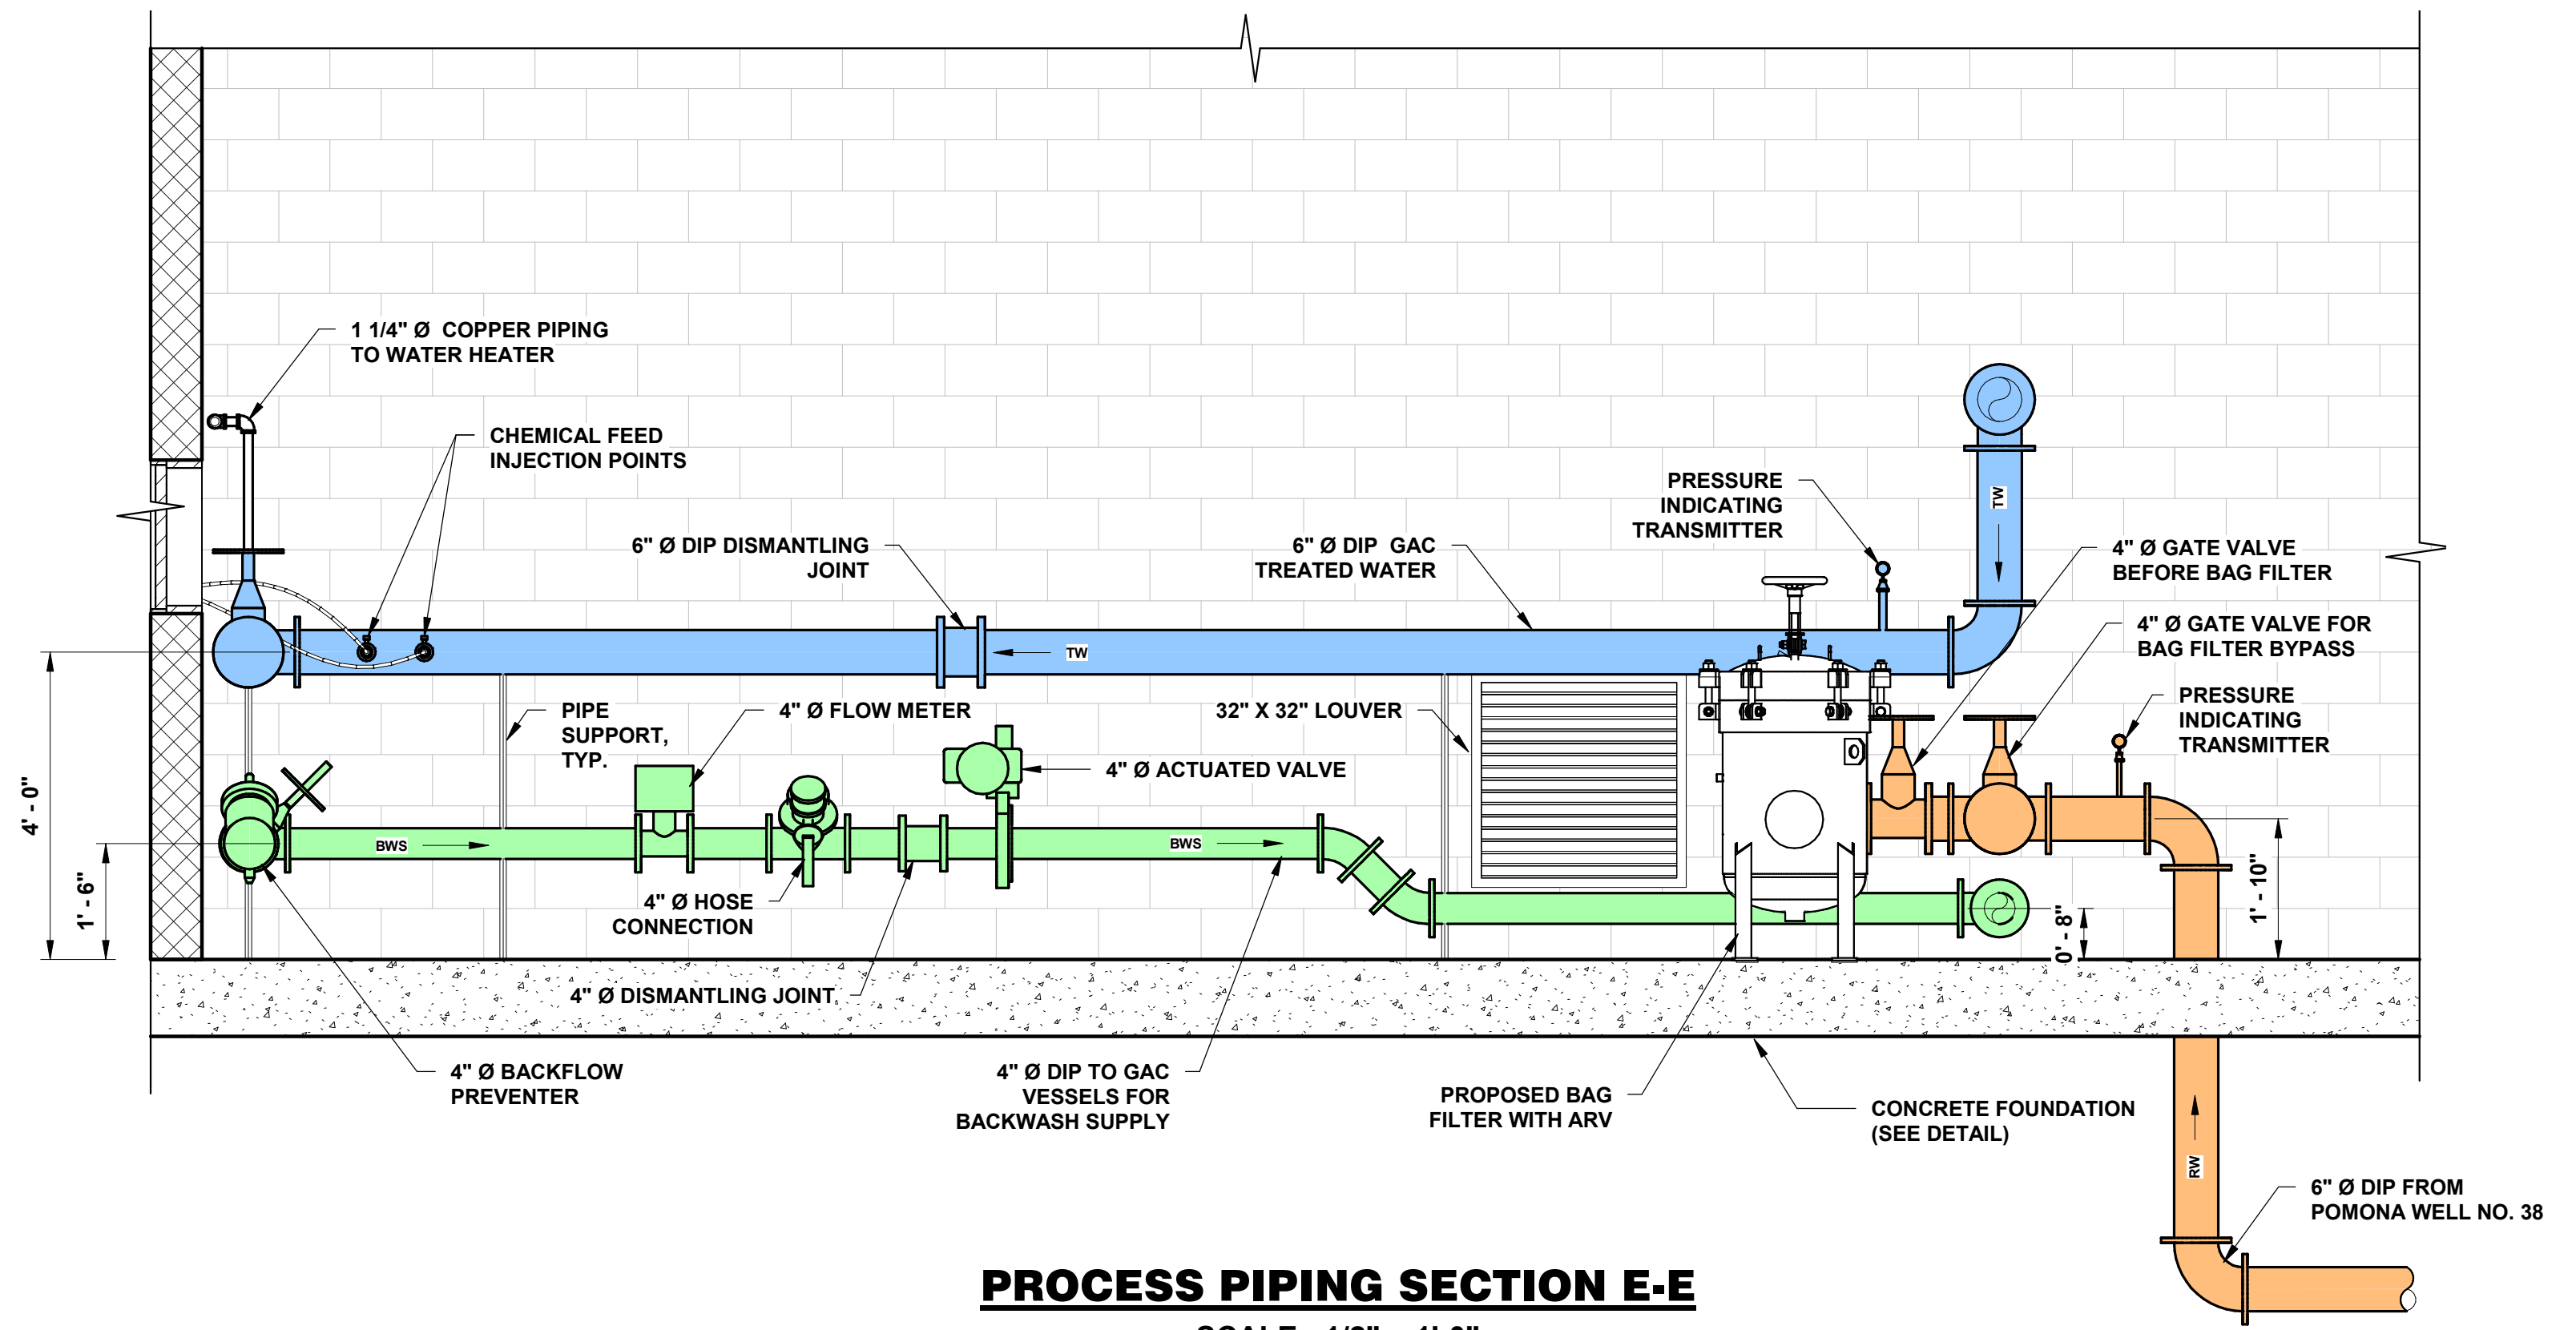 1 1/4" Ø COPPER PIPING
TO WATER HEATER
CHEMICAL FEED
INJECTION POINTS
6" Ø DIP DISMANTLING
JOINT
6" Ø DIP GAC
TREATED WATER
PRESSURE
INDICATING
TRANSMITTER
TW
4" Ø GATE VALVE
BEFORE BAG FILTER
4" Ø GATE VALVE FOR
BAG FILTER BYPASS
TW
PRESSURE
INDICATING
TRANSMITTER
PIPE
SUPPORT,
TYP.
4" Ø FLOW METER
4" Ø ACTUATED VALVE
32" X 32" LOUVER
4' - 0"
1' - 6"
BWS
BWS
4" Ø HOSE
CONNECTION
0' - 8"
1' - 10"
4" Ø DISMANTLING JOINT
4" Ø BACKFLOW
PREVENTER
4" Ø DIP TO GAC
VESSELS FOR
BACKWASH SUPPLY
PROPOSED BAG
FILTER WITH ARV
CONCRETE FOUNDATION
(SEE DETAIL)
RW
6" Ø DIP FROM
POMONA WELL NO. 38
PROCESS PIPING SECTION E-E